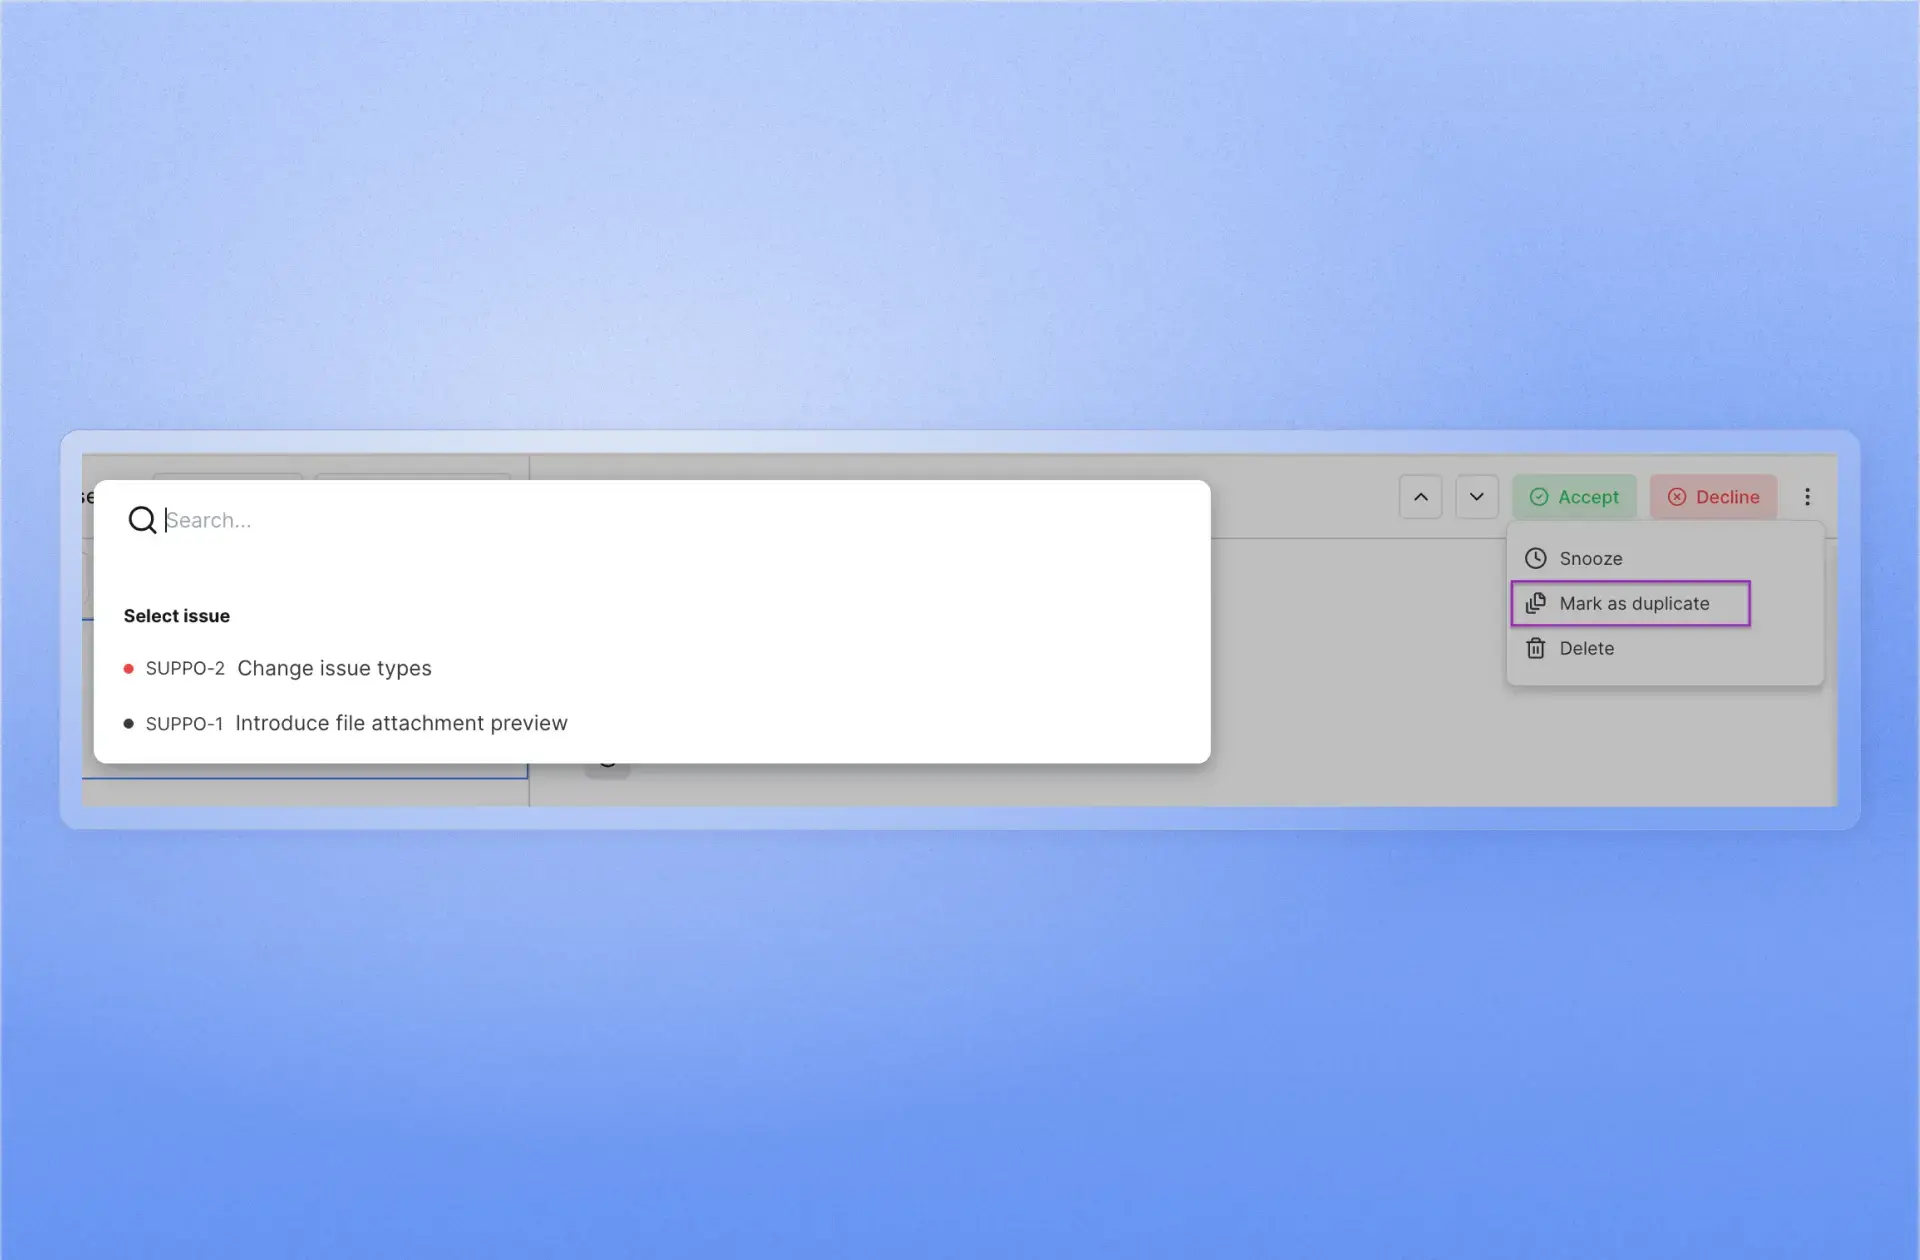 Search...
Select issue
SUPPO-2 Change issue types
SUPPO-1 Introduce file attachment preview
Accept
Decline
Snooze
Mark as duplicate
Delete